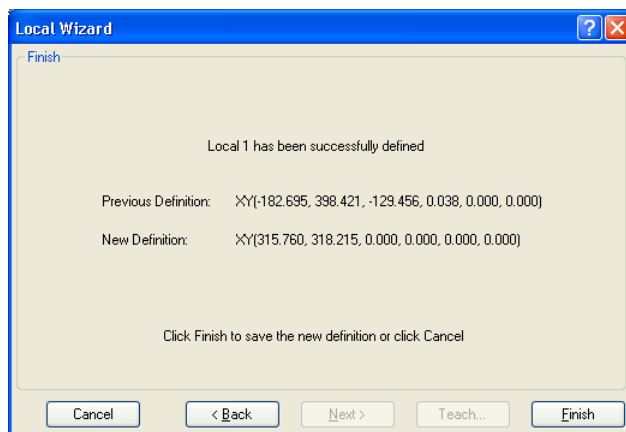 Local Wizard
Finish
Local 1 has been successfully defined
Previous Definition: XY(-182.695, 398.421, -129.456, 0.038, 0.000, 0.000)
New Definition: XY(315.760, 318.215, 0.000, 0.000, 0.000, 0.000)
Click Finish to save the new definition or click Cancel
Cancel < Back Next > Teach... Finish